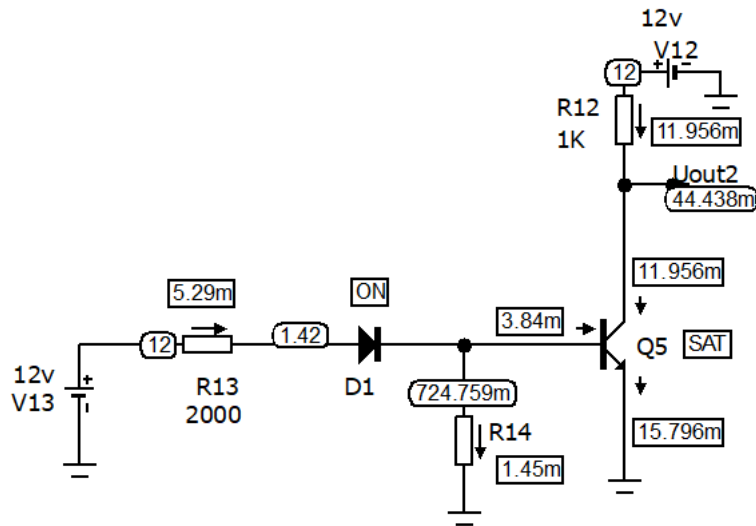 12v
V12
+ -
12
R12
1K
11.956m
Uout2
44.438m
5.29m
ON
11.956m
3.84m
12
1.42
Q5
SAT
12v
V13
+
-
R13
2000
D1
724.759m
R14
15.796m
1.45m